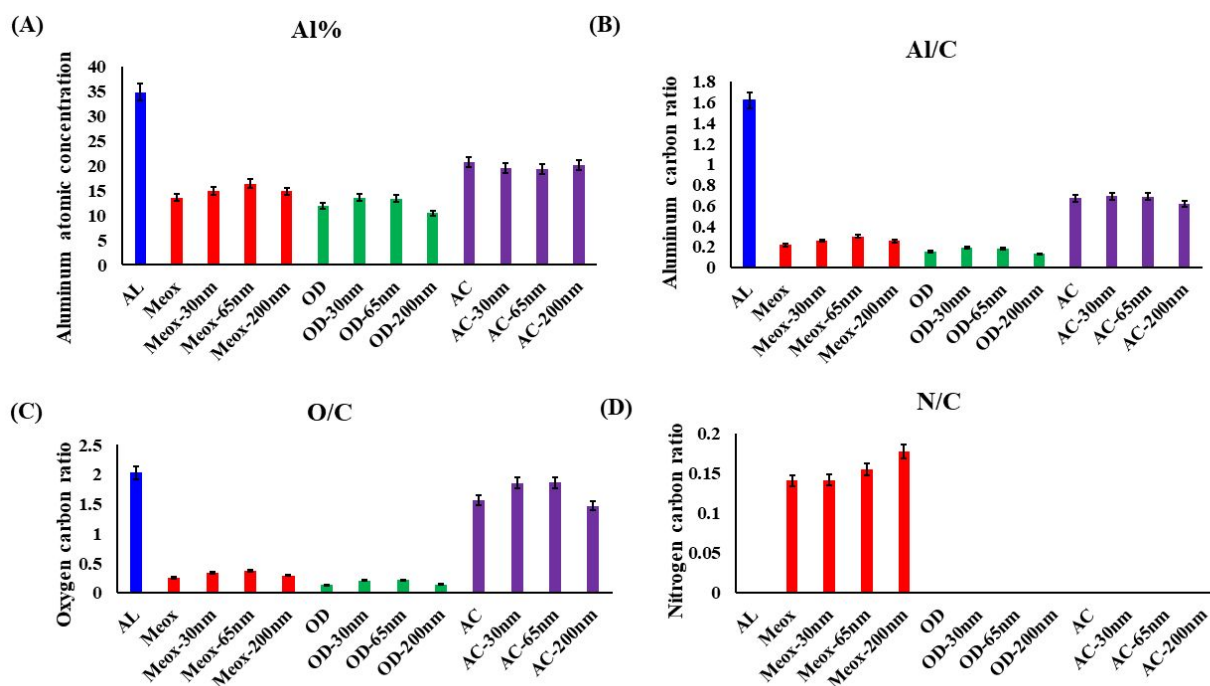 (A)
Al%
Aluminum atomic concentration
40
35
30
25
20
15
10
5
0
AL
Meox
Meox-30nm
Meox-65nm
Meox-200nm
OD
OD-30nm
OD-65nm
OD-200nm
AC
AC-30nm
AC-65nm
AC-200nm
(B)
Al/C
Aluminum carbon ratio
1.8
1.6
1.4
1.2
1
0.8
0.6
0.4
0.2
0
AL
Meox
Meox-30nm
Meox-65nm
Meox-200nm
OD
OD-30nm
OD-65nm
OD-200nm
AC
AC-30nm
AC-65nm
AC-200nm
(C)
O/C
Oxygen carbon ratio
2.5
2
1.5
1
0.5
0
AL
Meox
Meox-30nm
Meox-65nm
Meox-200nm
OD
OD-30nm
OD-65nm
OD-200nm
AC
AC-30nm
AC-65nm
AC-200nm
(D)
N/C
Nitrogen carbon ratio
0.2
0.15
0.1
0.05
0
AL
Meox
Meox-30nm
Meox-65nm
Meox-200nm
OD
OD-30nm
OD-65nm
OD-200nm
AC
AC-30nm
AC-65nm
AC-200nm